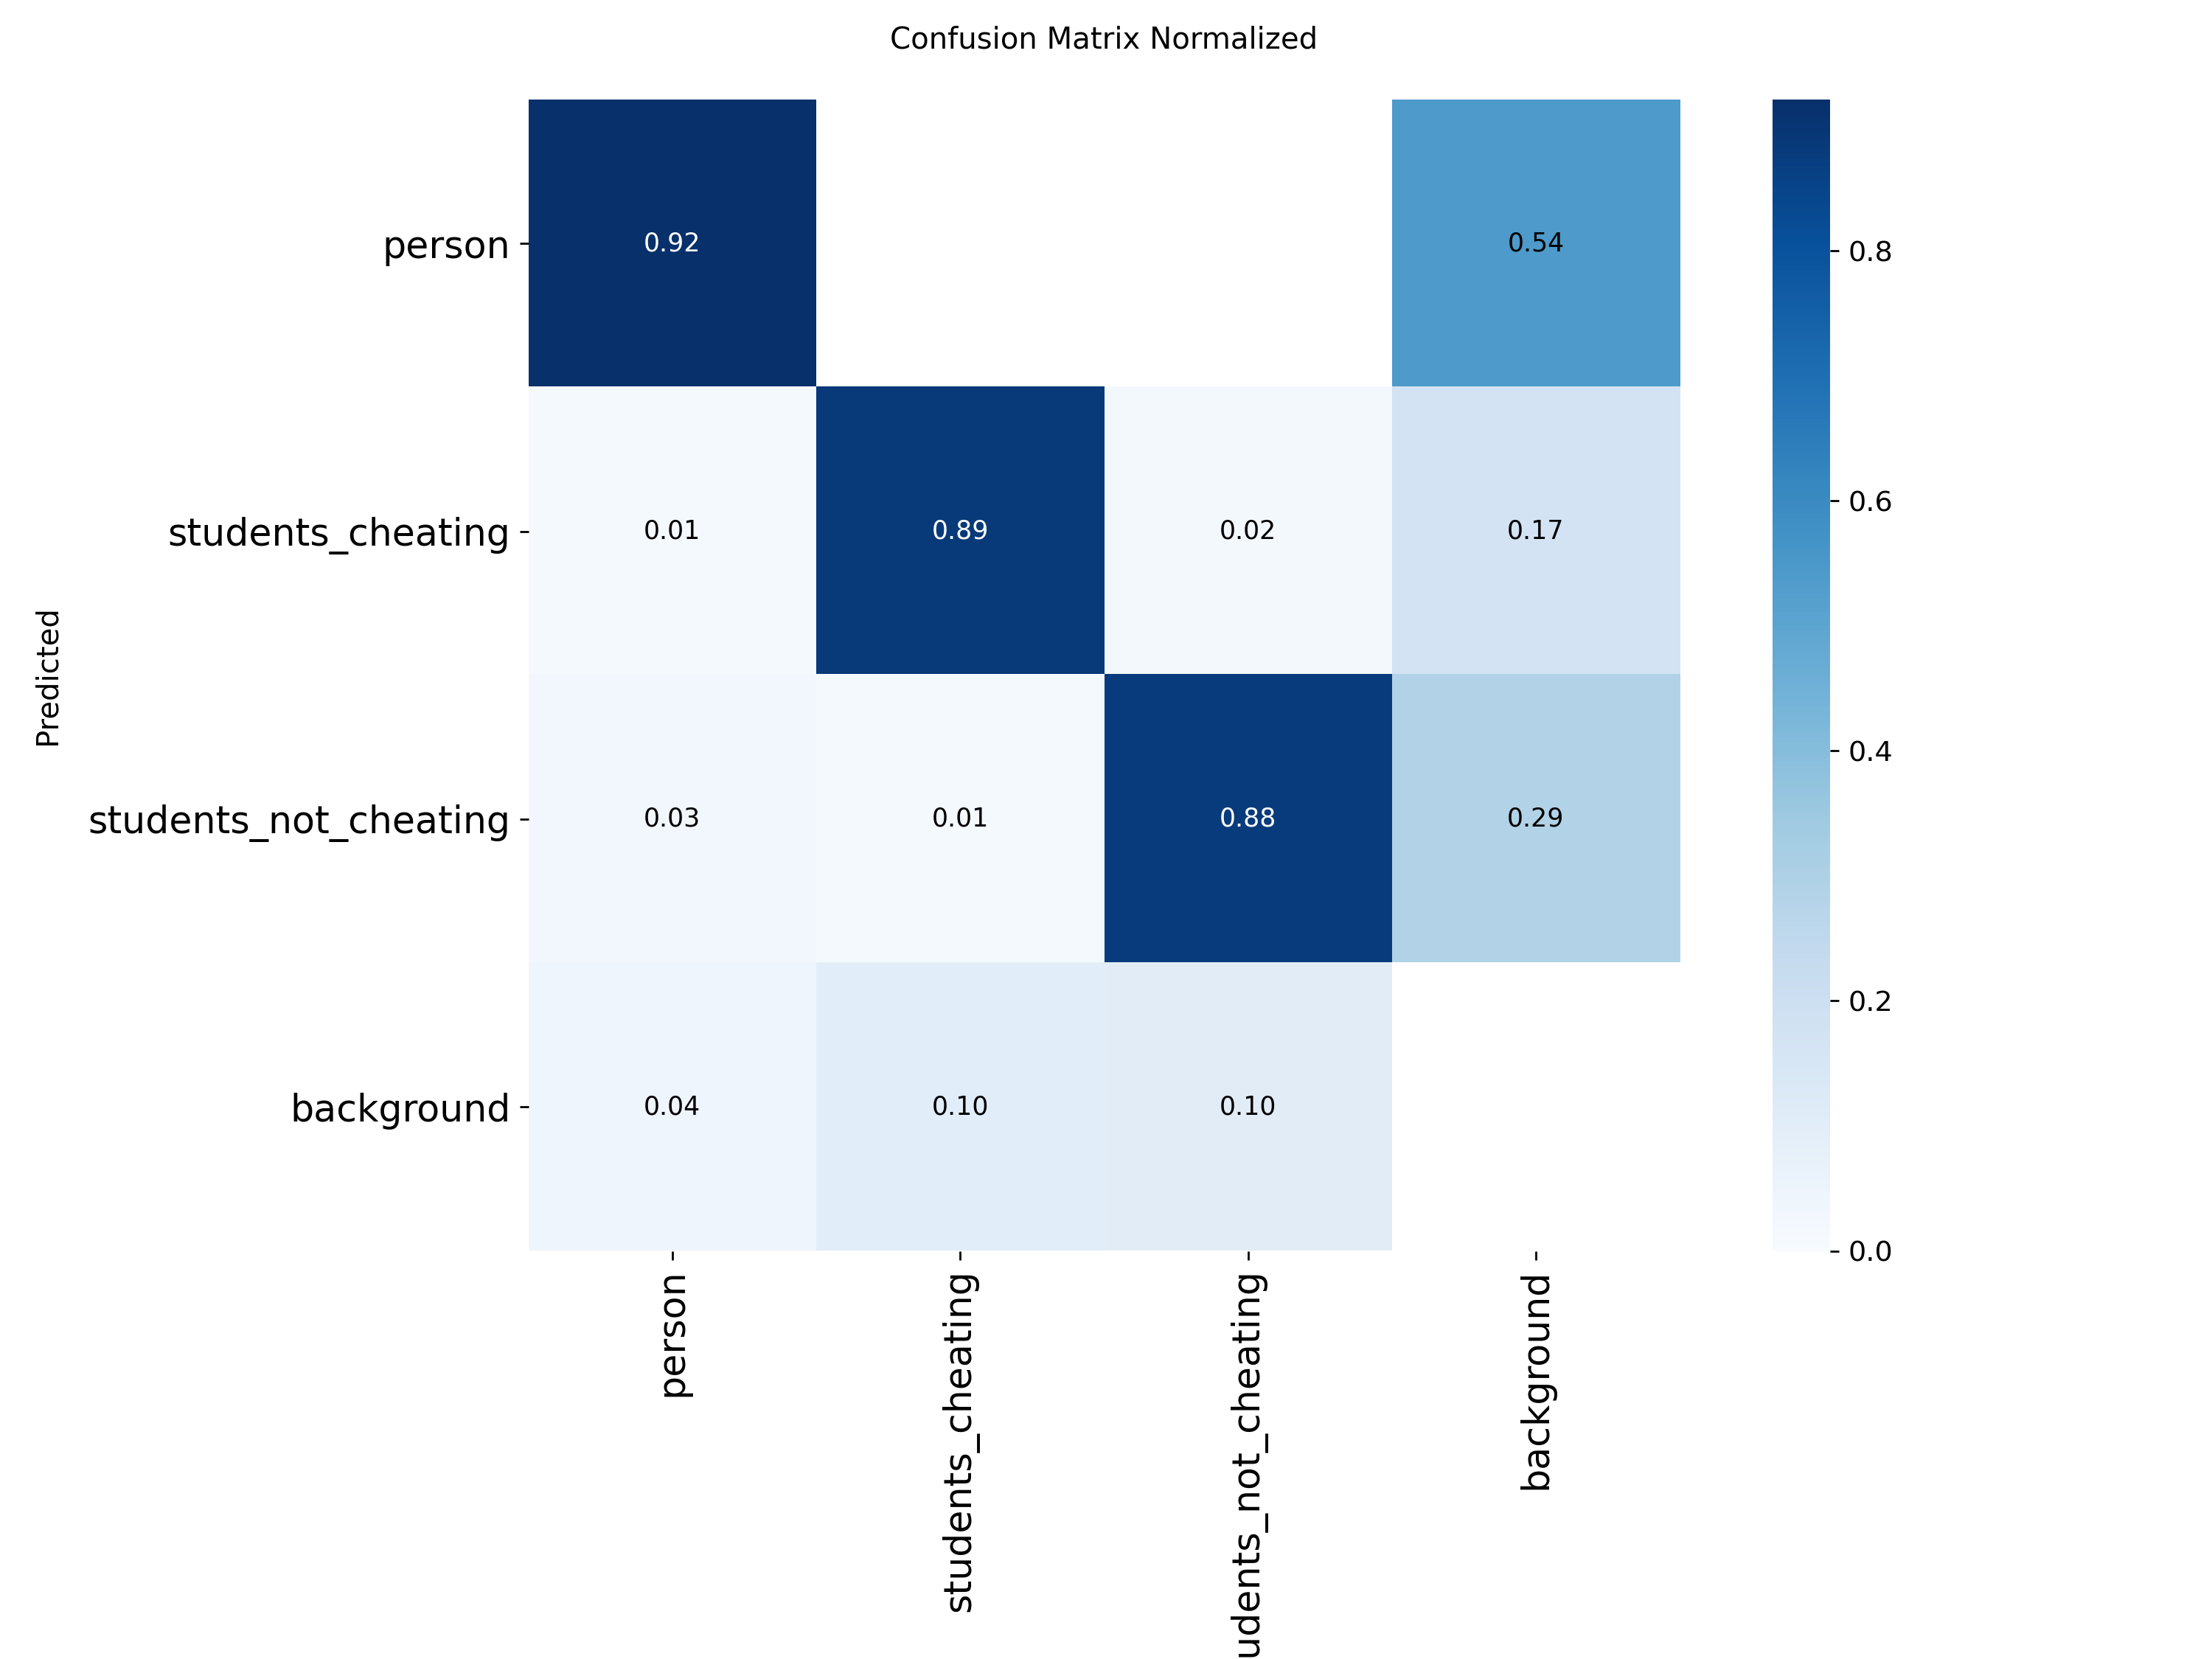 Confusion Matrix Normalized
person
0.92
0.54
0.8
students_cheating
0.01
0.89
0.02
0.17
0.6
Predicted
students_not_cheating
0.03
0.01
0.88
0.29
0.4
background
0.04
0.10
0.10
0.2
0.0
person
students_cheating
udents_not_cheating
background